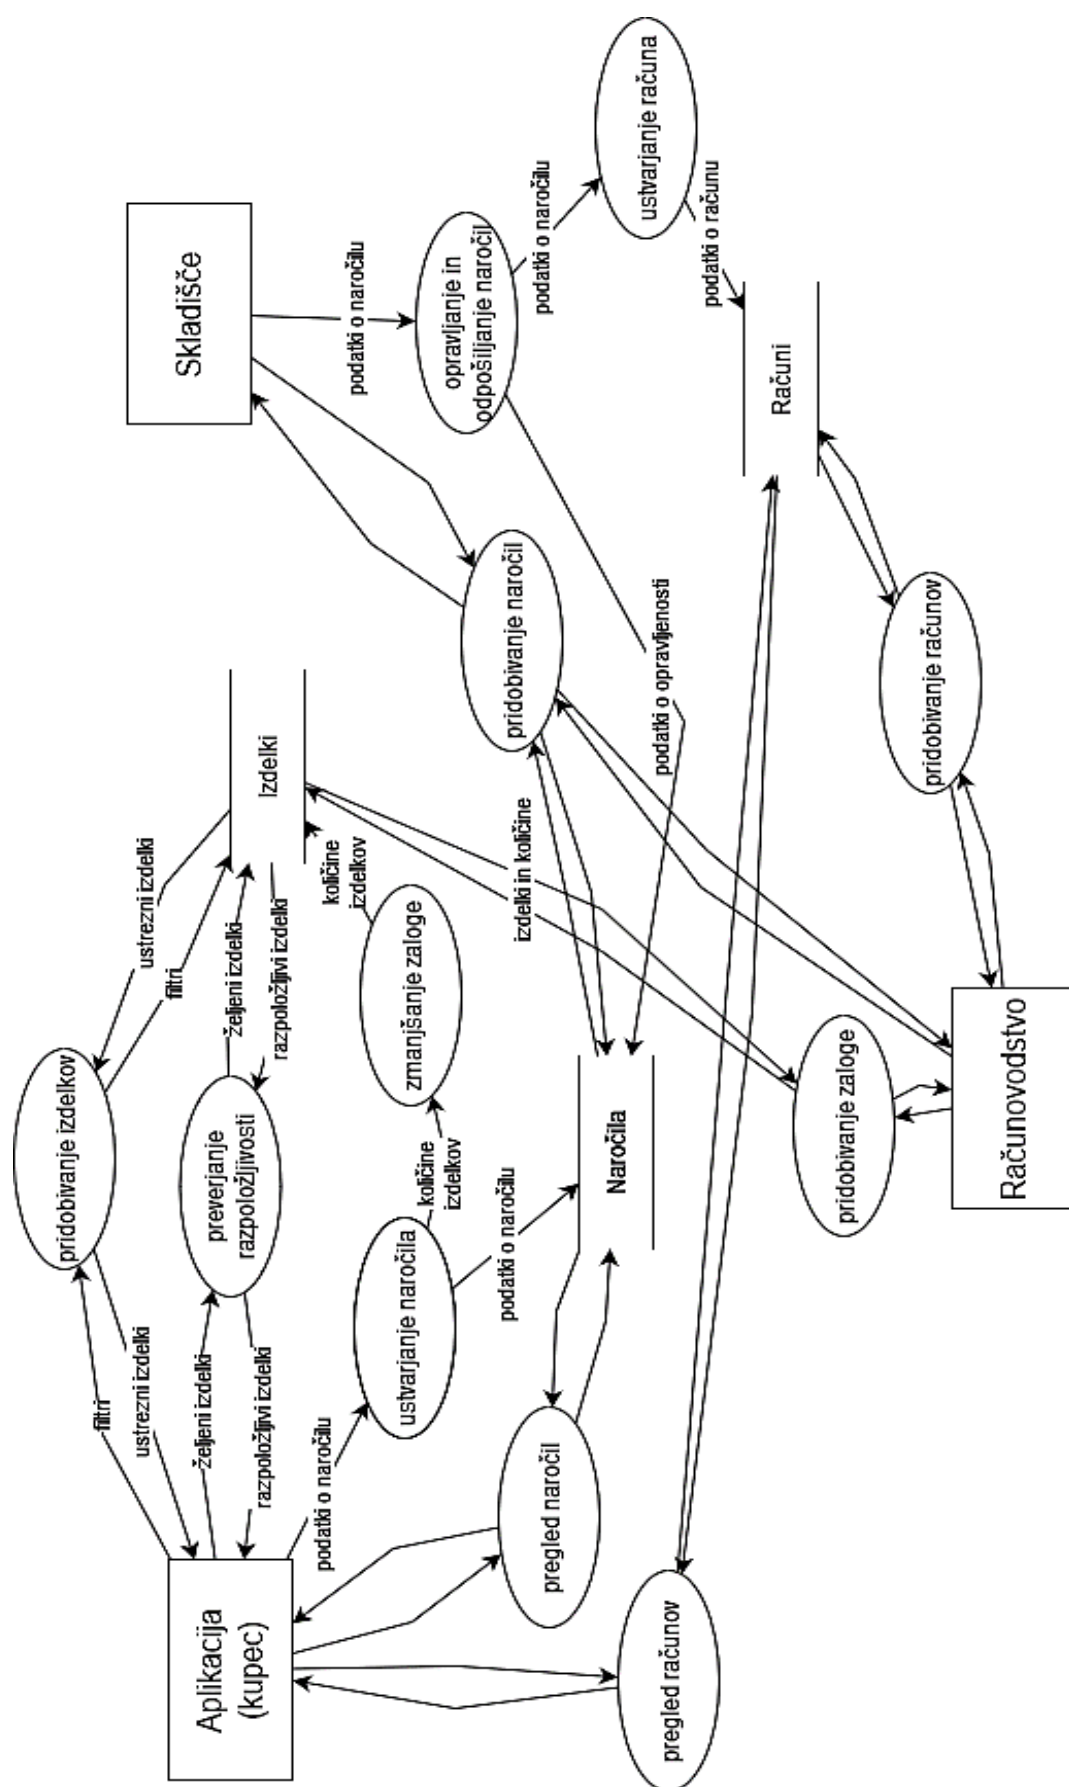 Aplikacija
(kupec)
filtri
ustrezni izdelki
željeni izdelki
razpoložljivi izdelki
podatki o naročilu
pridobivanje izdelkov
preverjanje
razpoložljivosti
ustvarjanje naročila
pregled naročil
pregled računov
ustrezni izdelki
filtri
željeni izdelki
razpoložljivi izdelki
količine
izdelkov
podatki o naročilu
zmanjšanje zaloge
količine
izdelkov
Izdelki
Naročila
izdelki in količine
podatki o opravljenosti
pridobivanje naročil
pridobivanje zaloge
Računovodstvo
pridobivanje računov
Skladišče
podatki o naročilu
opravljanje in
odpošiljanje naročil
podatki o naročilu
ustvarjanje računa
podatki o računu
Računi